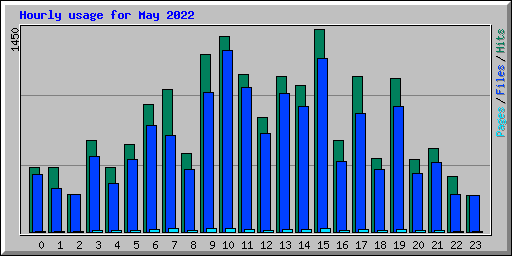 Hourly usage for May 2022
1450
Pages/Files/Hits
0 1 2 3 4 5 6 7 8 9 10 11 12 13 14 15 16 17 18 19 20 21 22 23